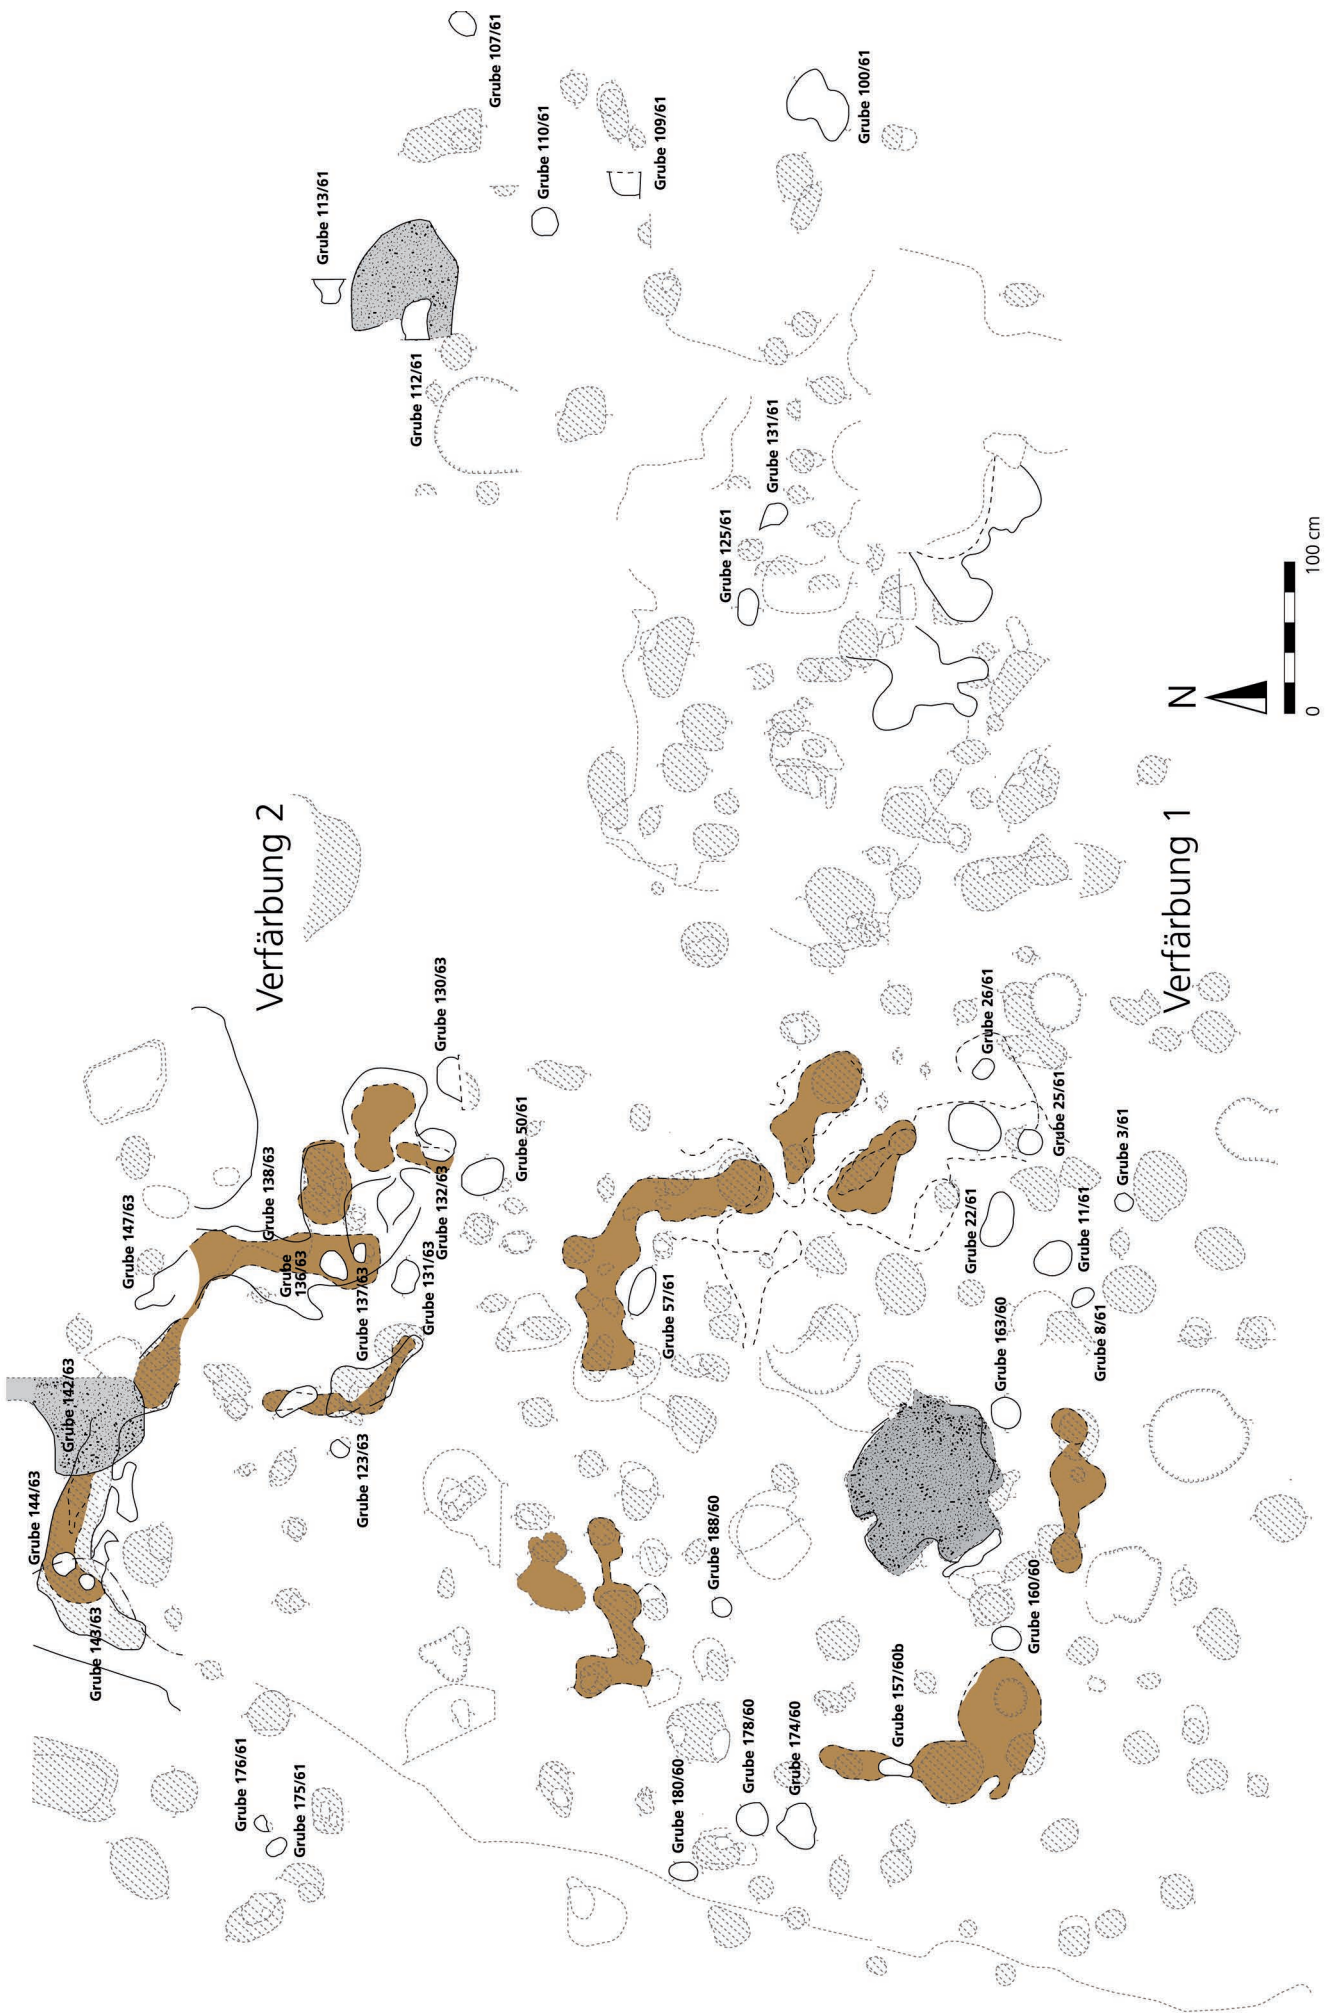 Grube 144/63
Grube 142/63
Grube 143/63
Grube 147/63
Grube 138/63
Grube
136/63
Grube 137/63
Grube 131/63
Grube 132/63
Grube 130/63
Grube 123/63
Grube 50/61
Verfärbung 2
Grube 176/61
Grube 175/61
Grube 113/61
Grube 112/61
Grube 107/61
Grube 110/61
Grube 109/61
Grube 100/61
Grube 131/61
Grube 125/61
Grube 57/61
Grube 188/60
Grube 180/60
Grube 178/60
Grube 174/60
Grube 157/60b
Grube 160/60
Grube 163/60
Grube 22/61
Grube 26/61
Grube 25/61
Grube 11/61
Grube 8/61
Grube 3/61
Verfärbung 1
N
0
100 cm